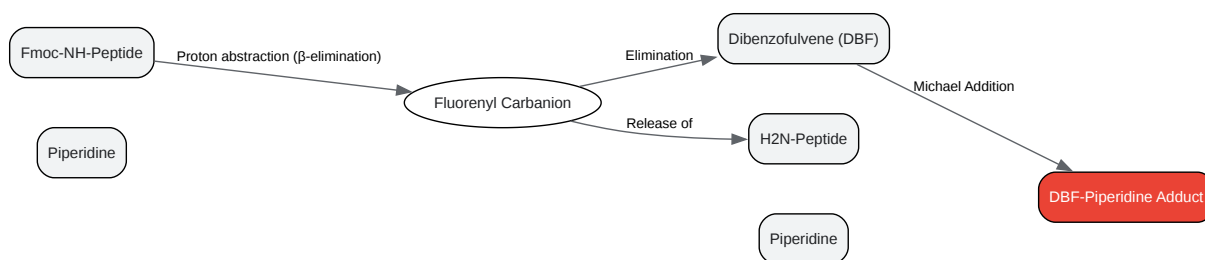 Fmoc-NH-Peptide
Proton abstraction (β-elimination)
Fluorenyl Carbanion
Elimination
Dibenzofulvene (DBF)
Michael Addition
Release of
H2N-Peptide
Piperidine
DBF-Piperidine Adduct
Piperidine